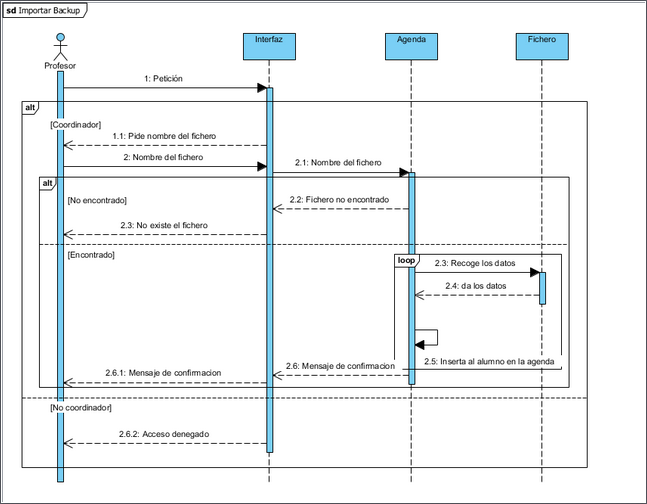 sd Importar Backup
Interfaz
Agenda
Fichero
Profesor
1: Petición
alt
[Coordinador]
1.1: Pide nombre del fichero
2: Nombre del fichero
2.1: Nombre del fichero
alt
[No encontrado]
2.2: Fichero no encontrado
2.3: No existe el fichero
[Encontrado]
loop
2.3: Recoge los datos
2.4: da los datos
2.5: Inserta al alumno en la agenda
2.6: Mensaje de confirmacion
2.6.1: Mensaje de confirmacion
[No coordinador]
2.6.2: Acceso denegado